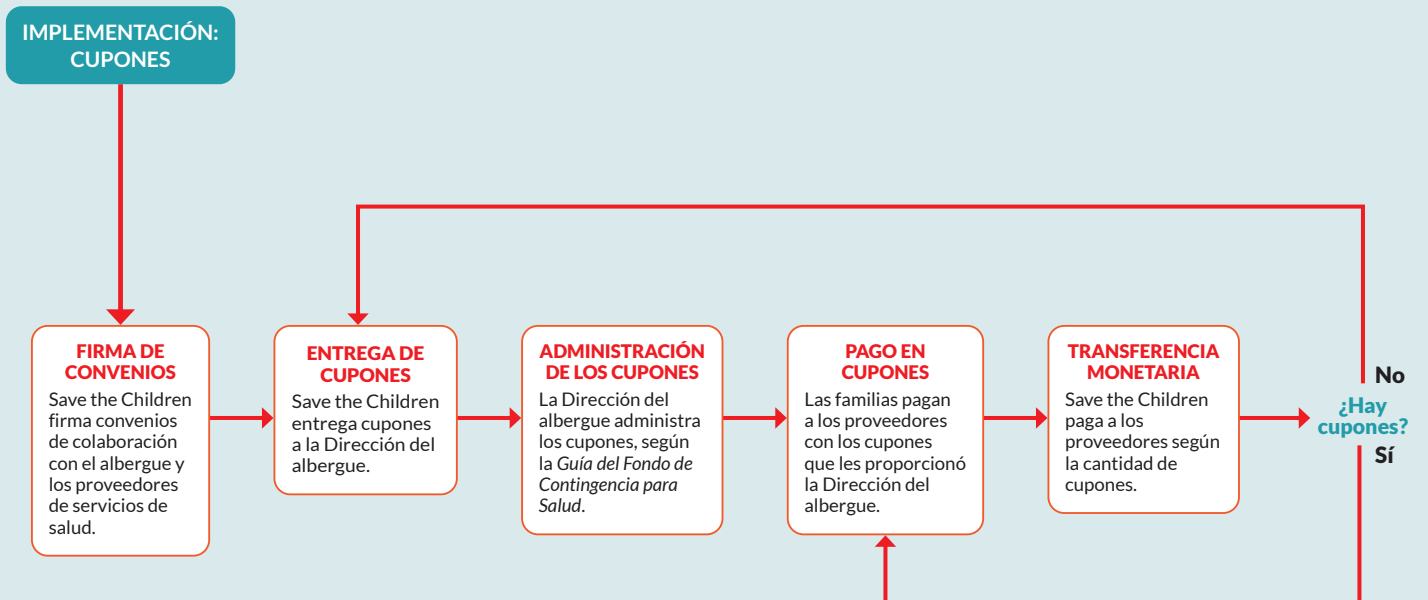 IMPLEMENTACIÓN:
CUPONES
FIRMA DE
CONVENIOS
Save the Children
firma convenios
de colaboración
con el albergue y
los proveedores
de servicios de
salud.
ENTREGA DE
CUPONES
Save the Children
entrega cupones
a la Dirección del
albergue.
ADMINISTRACIÓN
DE LOS CUPONES
La Dirección del
albergue administra
los cupones, según
la Guía del Fondo de
Contingencia para
Salud.
PAGO EN
CUPONES
Las familias pagan
a los proveedores
con los cupones
que les proporcionó
la Dirección del
albergue.
TRANSFERENCIA
MONETARIA
Save the Children
paga a los
proveedores según
la cantidad de
cupones.
No
¿Hay
cupones?
Sí